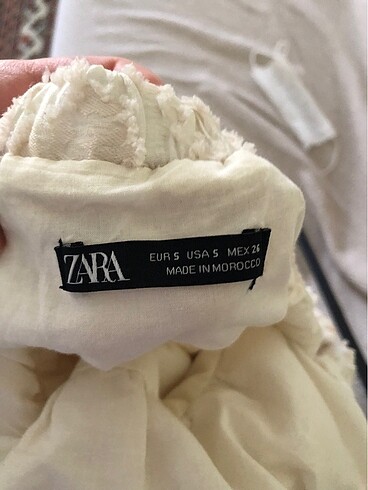 ZARA
EUR S USA S MEX 26
MADE IN MOROCCO